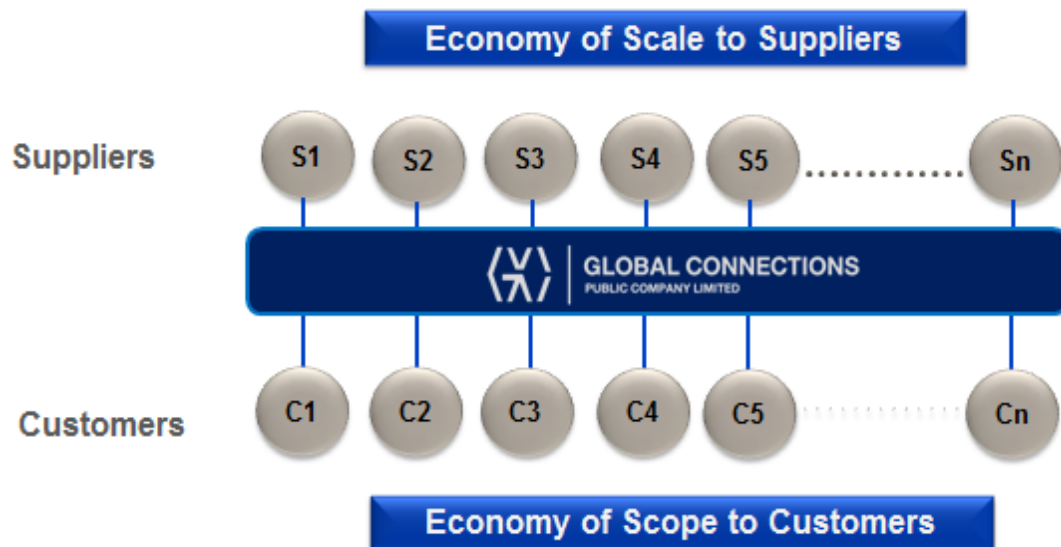 Economy of Scale to Suppliers
Suppliers
S1 S2 S3 S4 S5 Sn
GLOBAL CONNECTIONS
PUBLIC COMPANY LIMITED
C1 C2 C3 C4 C5 Cn
Customers
Economy of Scope to Customers